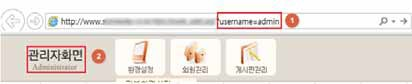 http://www.
?username=admin 1
관리자화면 2
Administrator
환경설정 회원관리 게시판관리